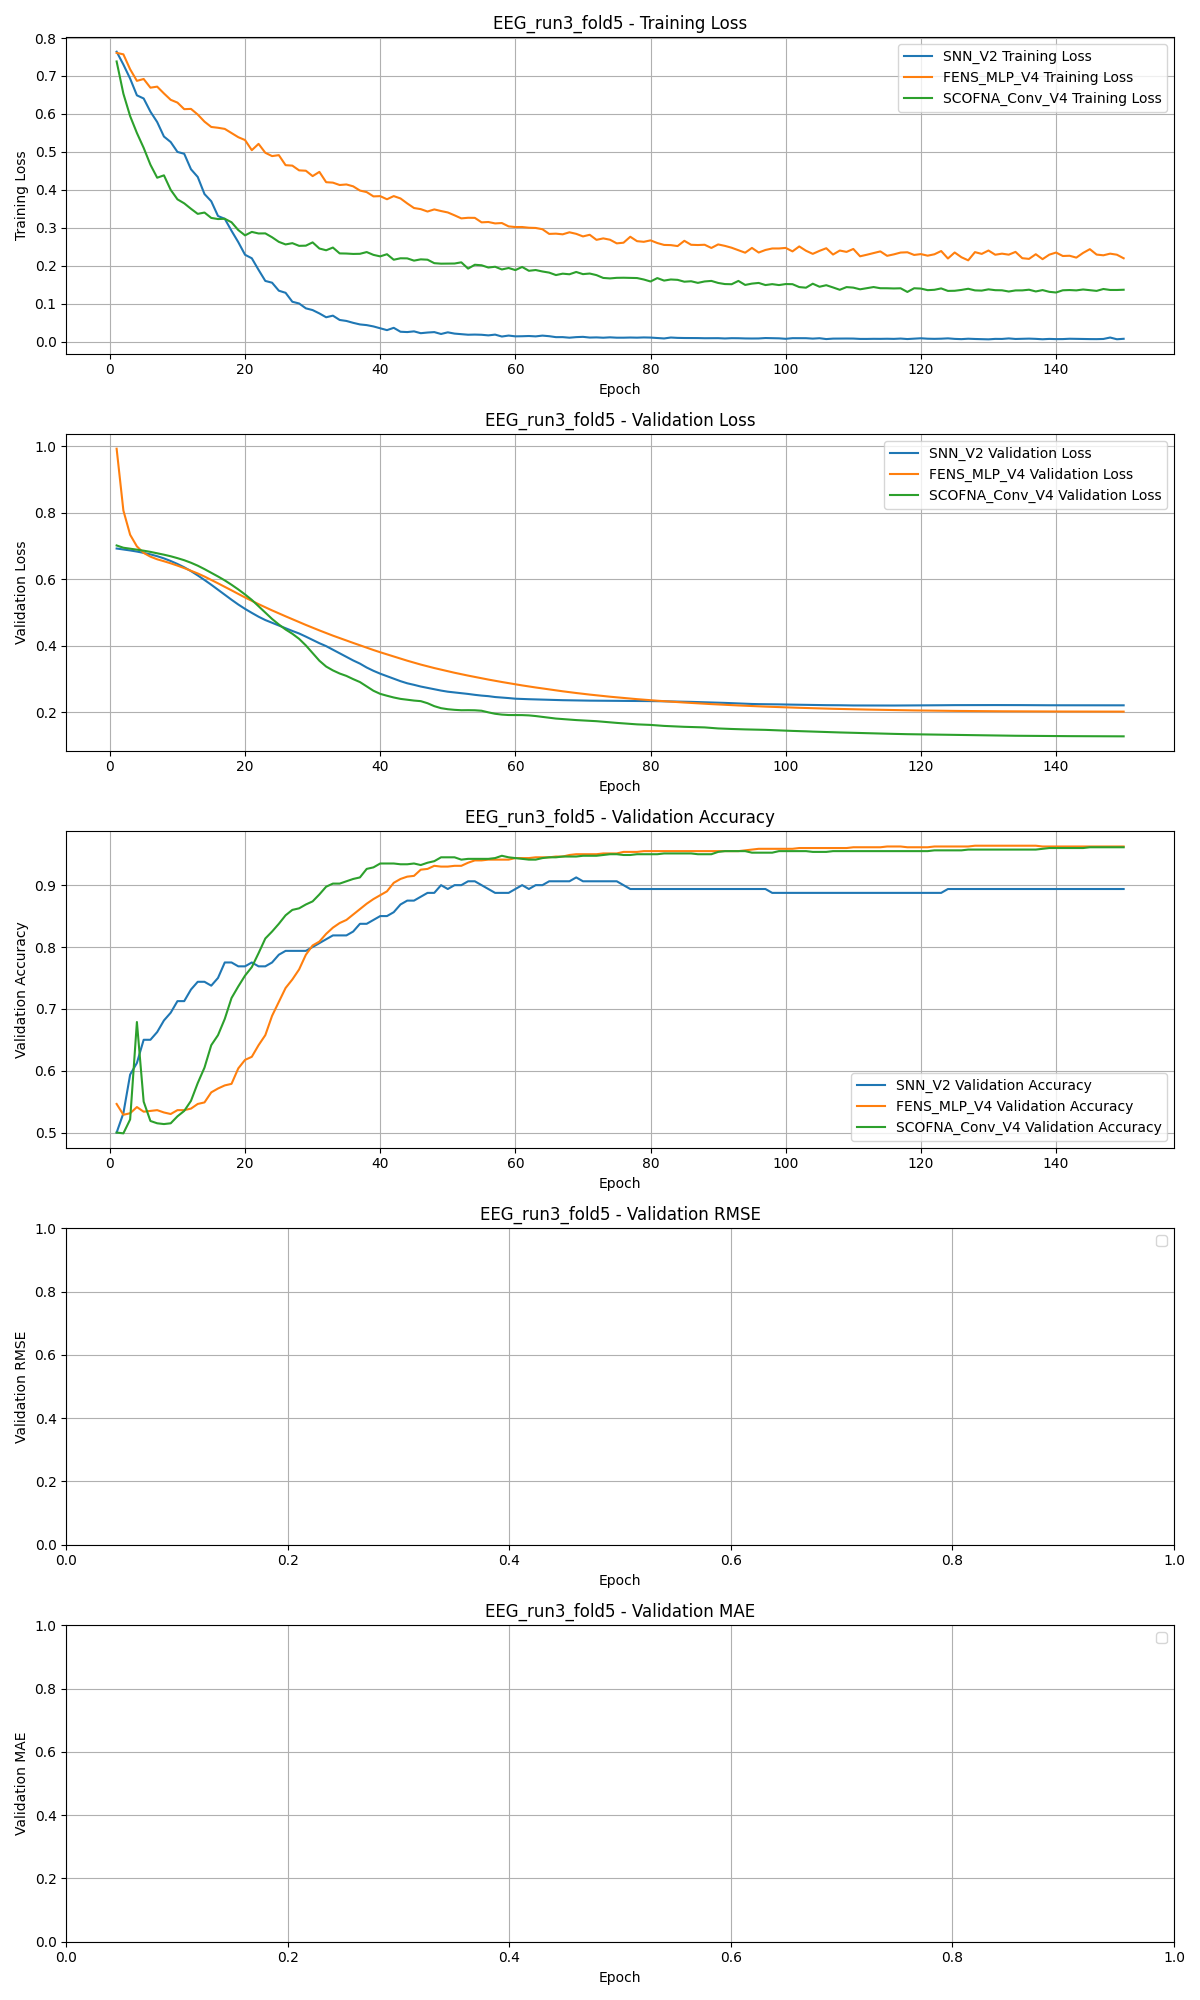 EEG_run3_fold5 - Training Loss
SNN_V2 Training Loss
FENS_MLP_V4 Training Loss
SCOFNA_Conv_V4 Training Loss
Training Loss
0.8
0.7
0.6
0.5
0.4
0.3
0.2
0.1
0.0
0 20 40 60 80 100 120 140
Epoch
EEG_run3_fold5 - Validation Loss
SNN_V2 Validation Loss
FENS_MLP_V4 Validation Loss
SCOFNA_Conv_V4 Validation Loss
Validation Loss
1.0
0.8
0.6
0.4
0.2
0 20 40 60 80 100 120 140
Epoch
EEG_run3_fold5 - Validation Accuracy
Validation Accuracy
0.9
0.8
0.7
0.6
0.5
SNN_V2 Validation Accuracy
FENS_MLP_V4 Validation Accuracy
SCOFNA_Conv_V4 Validation Accuracy
0 20 40 60 80 100 120 140
Epoch
EEG_run3_fold5 - Validation RMSE
Validation RMSE
1.0
0.8
0.6
0.4
0.2
0.0
0.0 0.2 0.4 0.6 0.8 1.0
Epoch
EEG_run3_fold5 - Validation MAE
Validation MAE
1.0
0.8
0.6
0.4
0.2
0.0
0.0 0.2 0.4 0.6 0.8 1.0
Epoch